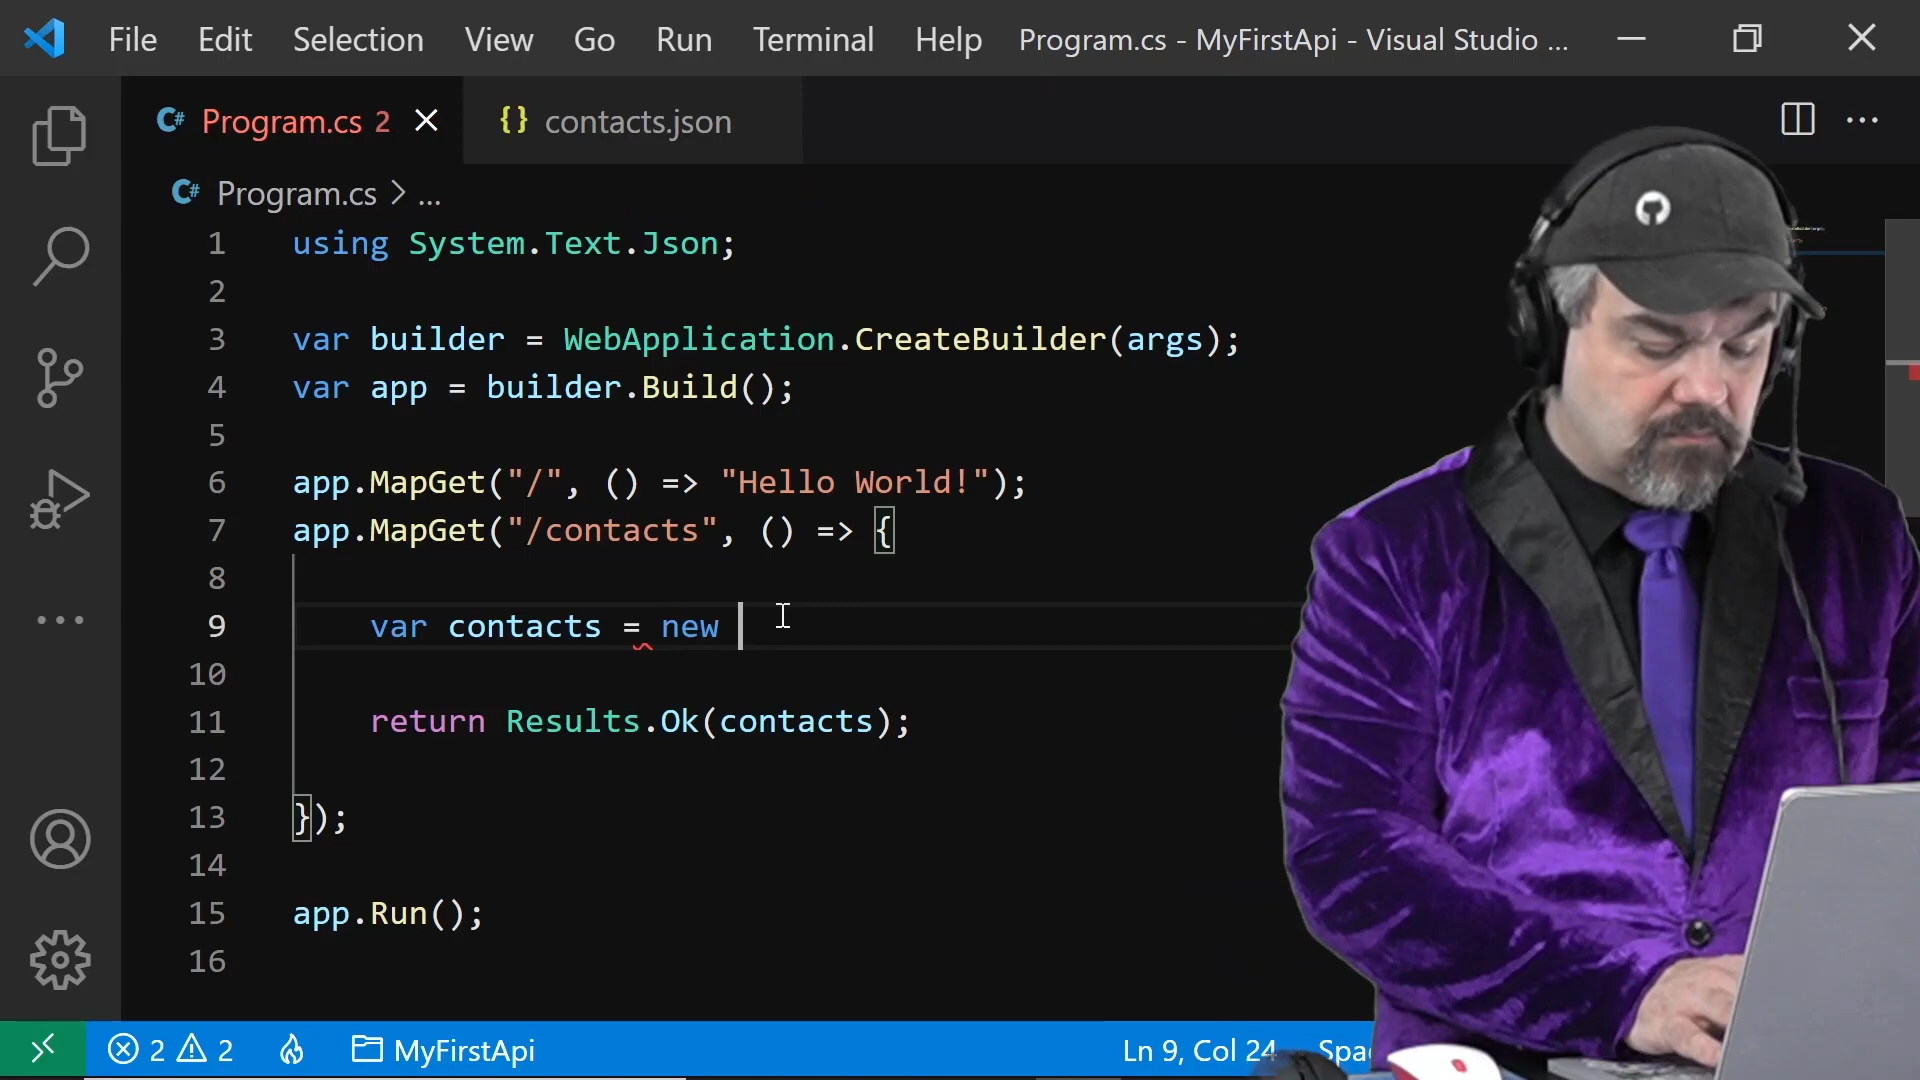 File Edit Selection View Go Run Terminal Help Program.cs - MyFirstApi - Visual Studio ...
C# Program.cs 2 {} contacts.json
C# Program.cs > ...
1 using System.Text.Json;
2
3 var builder = WebApplication.CreateBuilder(args);
4 var app = builder.Build();
5
6 app.MapGet("/", () => "Hello World!");
7 app.MapGet("/contacts", () => {
8
9 var contacts = new
10
11 return Results.Ok(contacts);
12
13 });
14
15 app.Run();
16
2 2 MyFirstApi Ln 9, Col 24